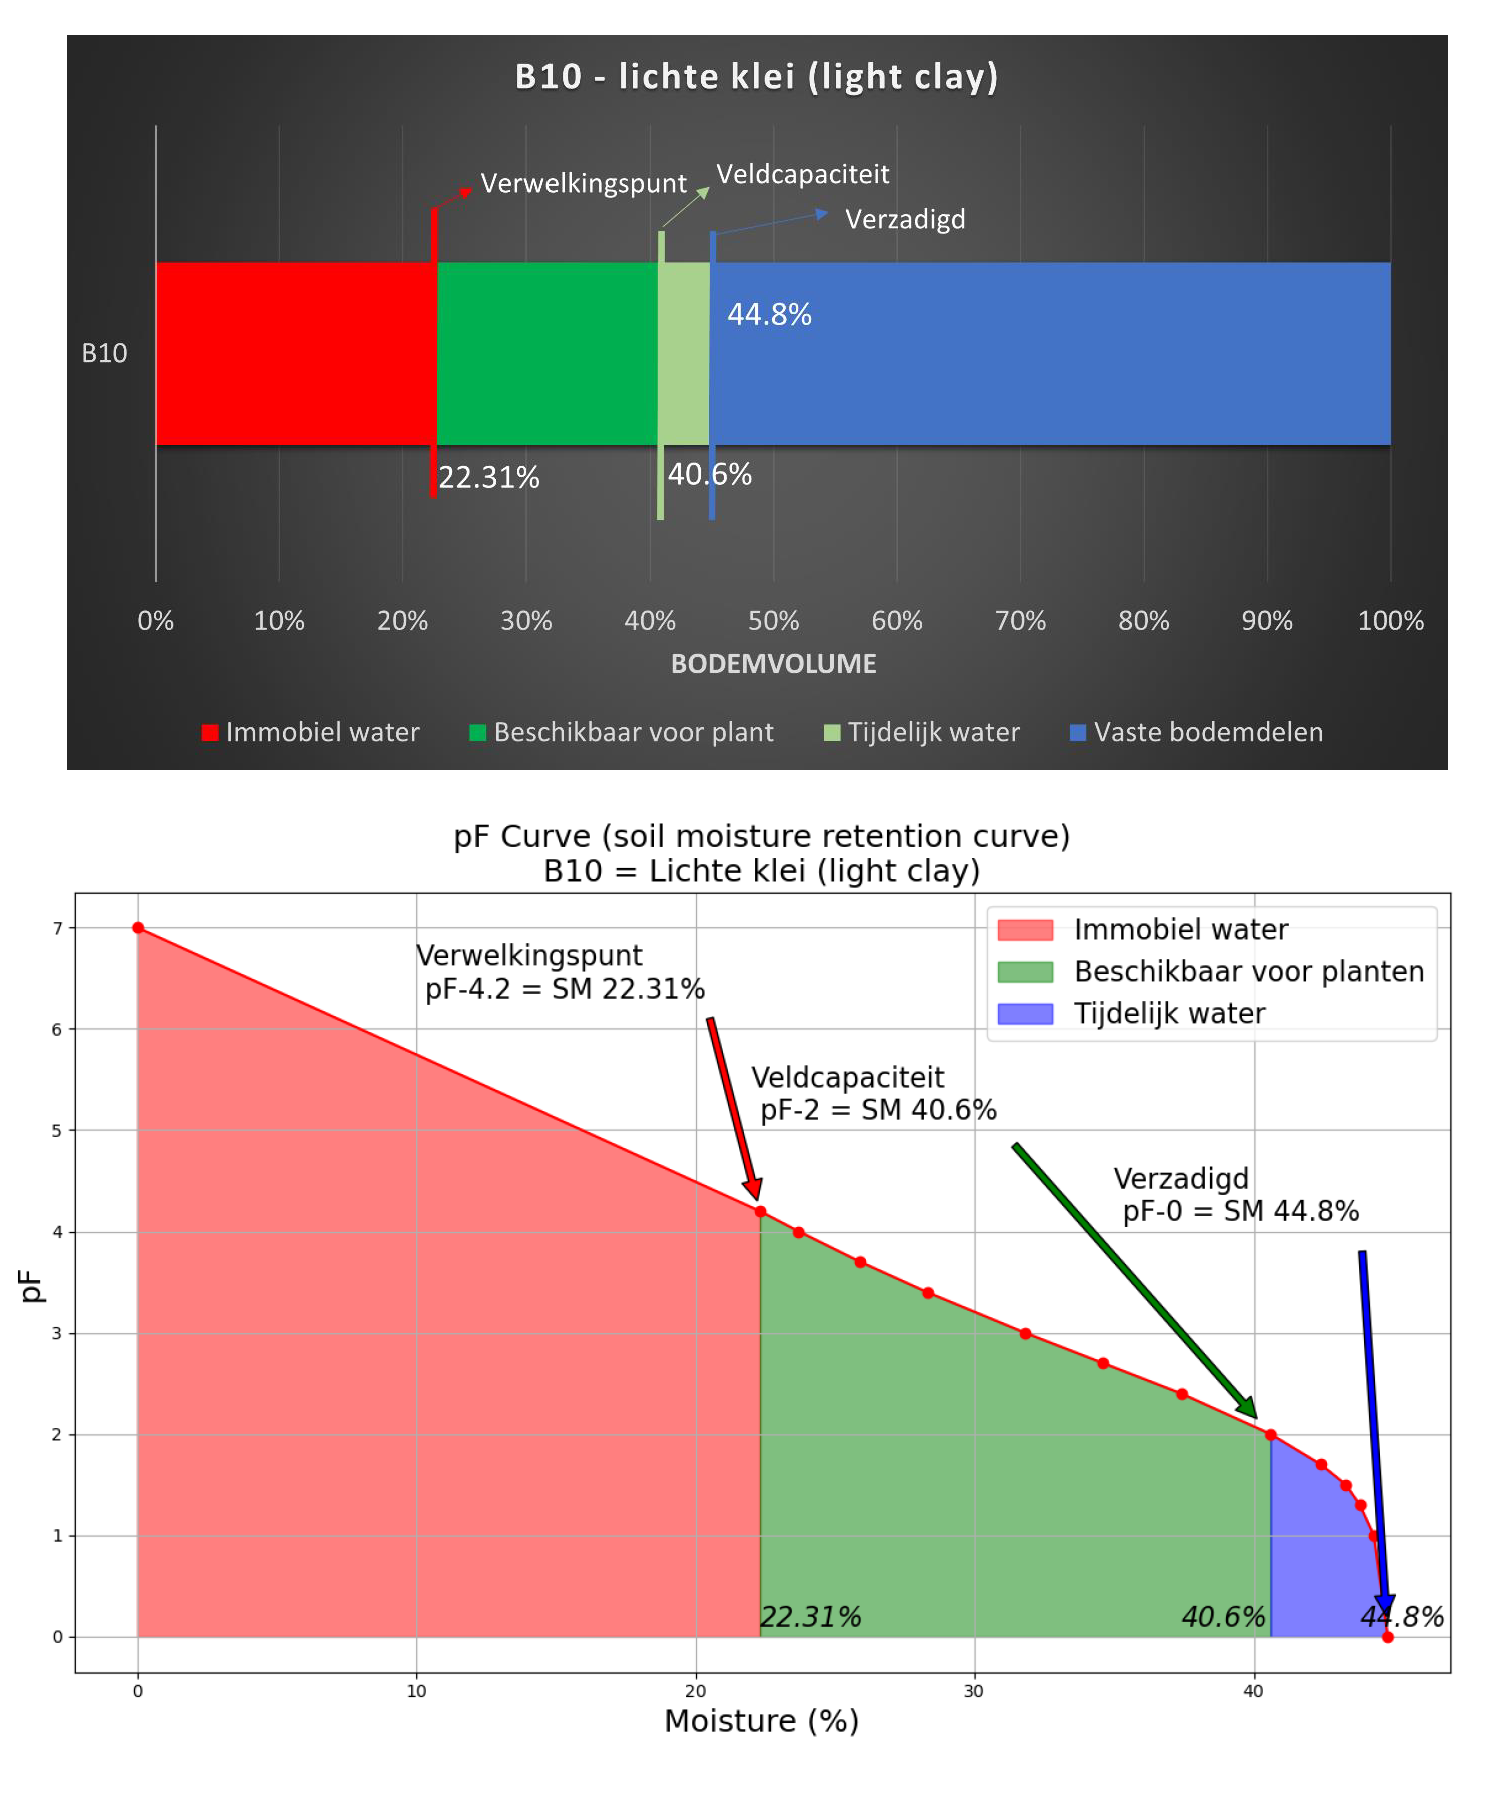 B10 - lichte klei (light clay)
Verwelkingspunt
Veldcapaciteit
Verzadigd
44.8%
B10
22.31%
40.6%
0% 10% 20% 30% 40% 50% 60% 70% 80% 90% 100%
BODEMVOLUME
Immobiel water Beschikbaar voor plant Tijdelijk water Vaste bodemdelen
pF Curve (soil moisture retention curve)
B10 = Lichte klei (light clay)
7
6
5
4
3
2
1
0
pF
Immobiel water
Beschikbaar voor planten
Tijdelijk water
Verwelkingspunt
pF-4.2 = SM 22.31%
Veldcapaciteit
pF-2 = SM 40.6%
Verzadigd
pF-0 = SM 44.8%
22.31% 40.6% 44.8%
0 10 20 30 40
Moisture (%)